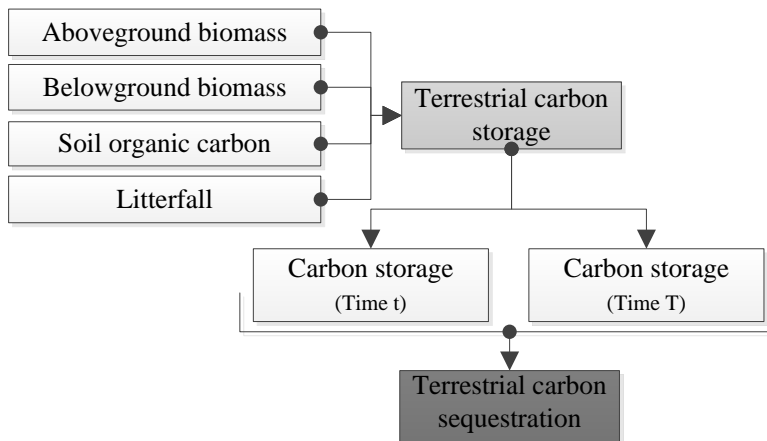 Aboveground biomass
Belowground biomass
Soil organic carbon
Litterfall
Terrestrial carbon
storage
Carbon storage
(Time t)
Carbon storage
(Time T)
Terrestrial carbon
sequestration